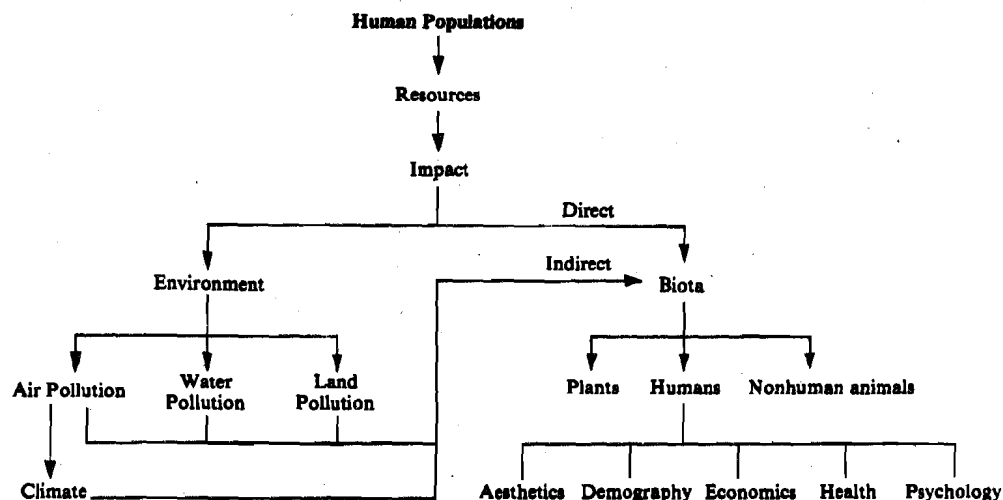 Human Populations
Resources
Impact
Direct
Indirect
Environment
Biota
Air Pollution
Water
Pollution
Land
Pollution
Plants
Humans
Nonhuman animals
Climate
Aesthetics
Demography
Economics
Health
Psychology